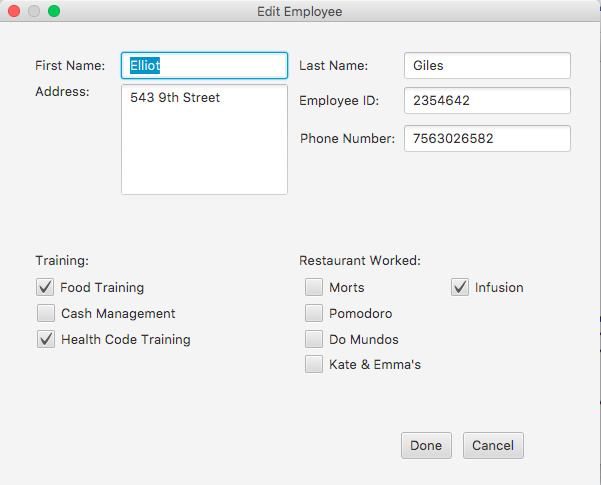 Edit Employee
First Name: Elliot Last Name: Giles
Address: 543 9th Street
Employee ID: 2354642
Phone Number: 7563026582
Training: Restaurant Worked:
Food Training Morts Infusion
Cash Management Pomodoro
Health Code Training Do Mundos
Kate & Emma's
Done Cancel